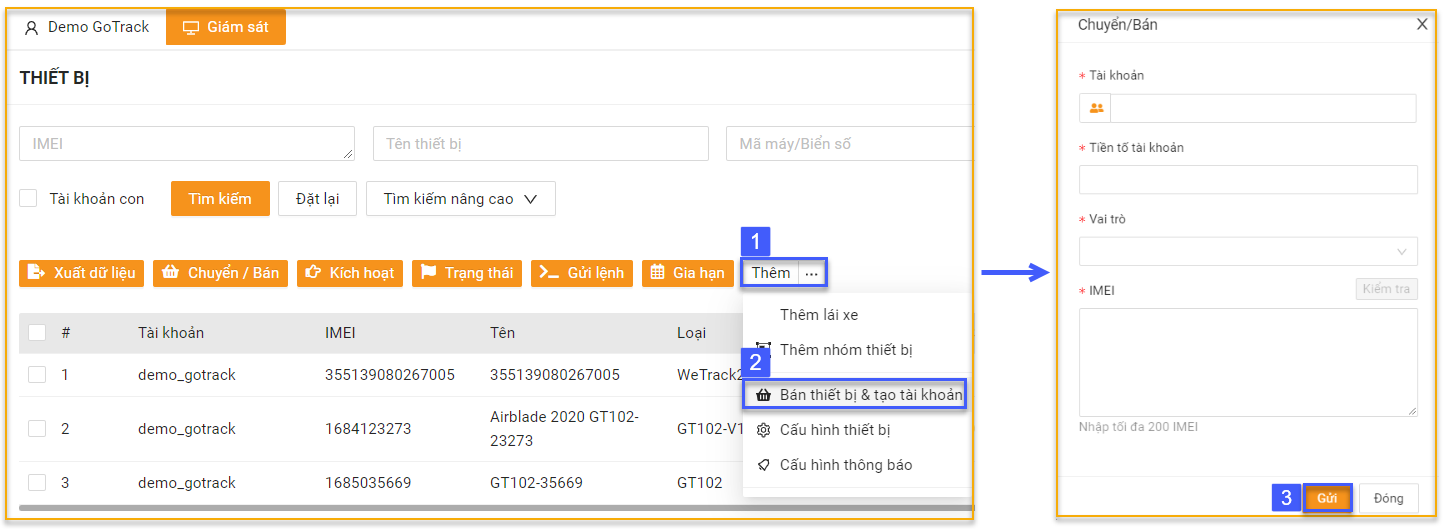 Demo GoTrack
Giám sát
THIẾT BỊ
IMEI
Tên thiết bị
Mã máy/Biển số
Tài khoản con
Tìm kiếm
Đặt lại
Tìm kiếm nâng cao
1
Xuất dữ liệu
Chuyển / Bán
Kích hoạt
Trạng thái
Gửi lệnh
Gia hạn
Thêm ...
Thêm lái xe
Thêm nhóm thiết bị
2
Bán thiết bị & tạo tài khoản
Cấu hình thiết bị
Cấu hình thông báo
# Tài khoản IMEI Tên Loại
1 demo_gotrack 355139080267005 355139080267005 WeTrack2
2 demo_gotrack 1684123273 Airblade 2020 GT102-
23273 GT102-V1
3 demo_gotrack 1685035669 GT102-35669 GT102
Chuyển/Bán X
* Tài khoản
* Tiền tố tài khoản
* Vai trò
* IMEI
Kiểm tra
Nhập tối đa 200 IMEI
3
Gửi
Đóng